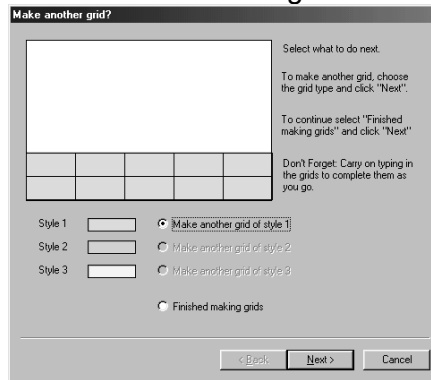 Make another grid?
Select what to do next.
To make another grid, choose
the grid type and click "Next".
To continue select "Finished
making grids" and click "Next"
Don't Forget: Carry on typing in
the grids to complete them as
you go.
Style 1
Make another grid of style 1
Style 2
Make another grid of style 2
Style 3
Make another grid of style 3
Finished making grids
< Back
Next >
Cancel